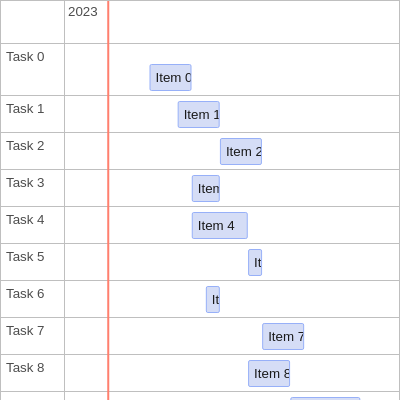 2023
Task 0
Item 0
Task 1
Item 1
Task 2
Item 2
Task 3
Item
Task 4
Item 4
Task 5
It
Task 6
It
Task 7
Item 7
Task 8
Item 8